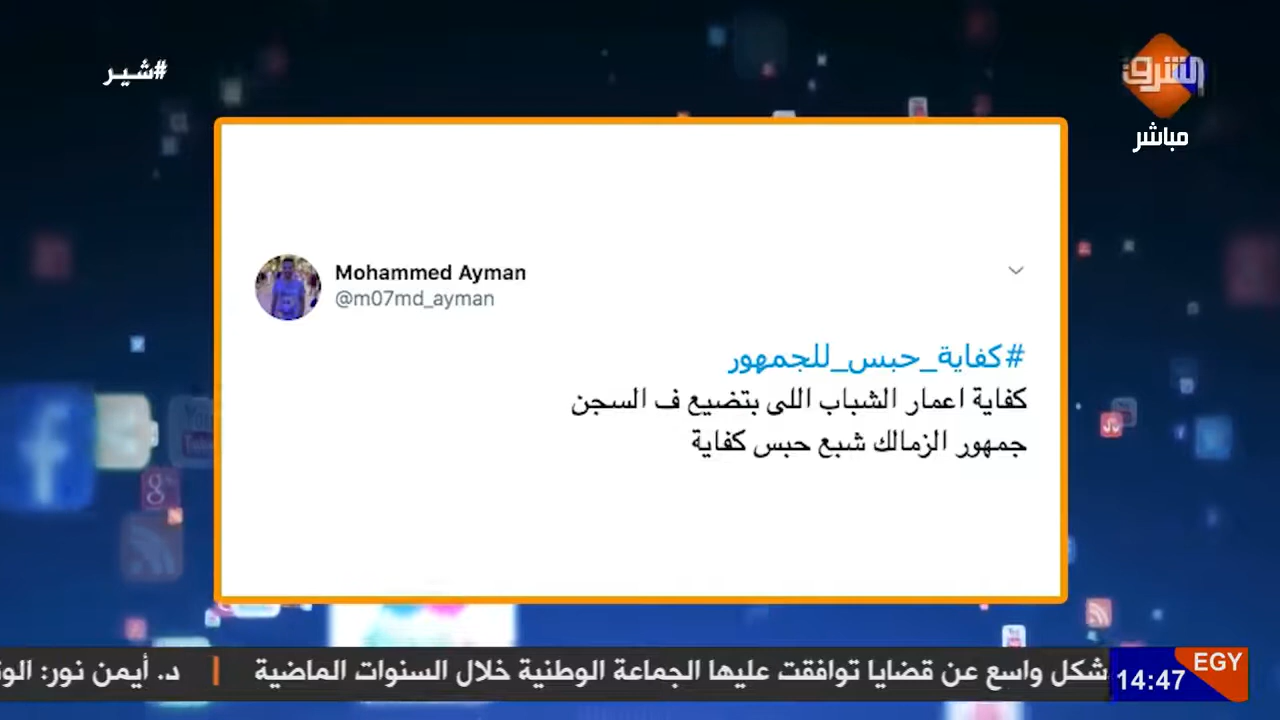 #شير
الشرق
مباشر
Mohammed Ayman
@m07md_ayman
#كفاية_حبس_للجمهور
كفاية اعمار الشباب اللى بتضيع ف السجن
جمهور الزمالك شبع حبس كفاية
شكل واسع عن قضايا توافقت عليها الجماعة الوطنية خلال السنوات الماضية | د. أيمن نور:
EGY
14:47